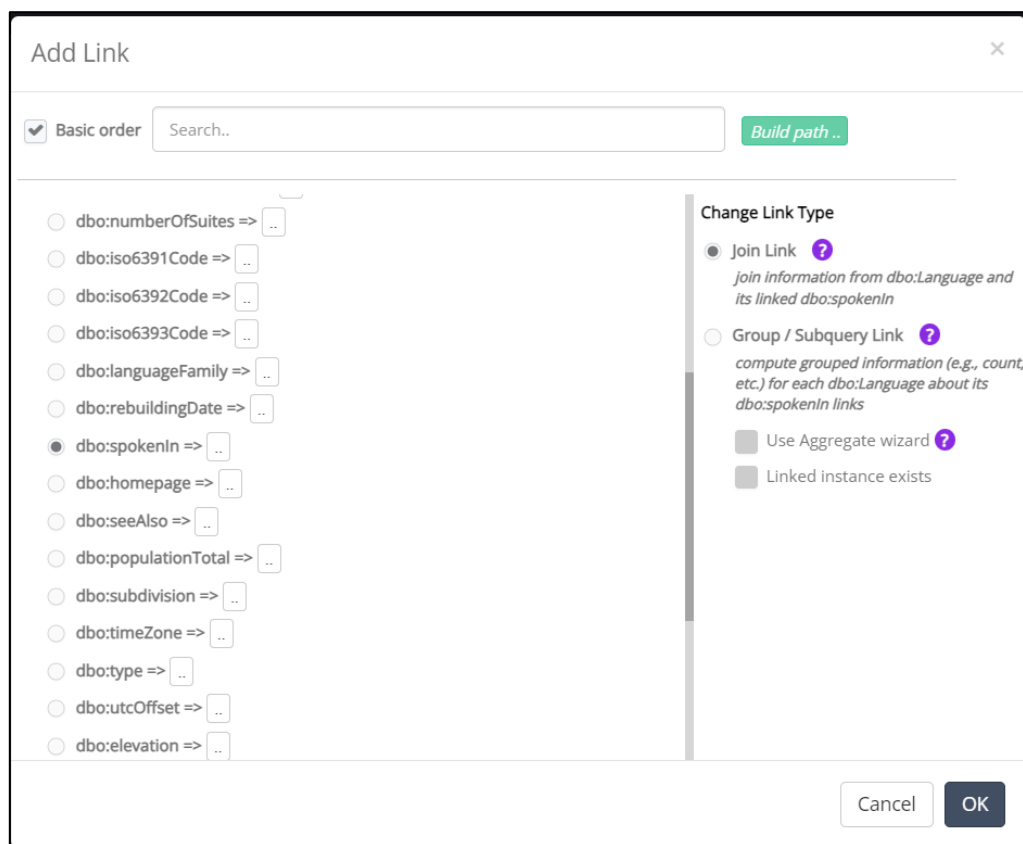 Add Link
×
Basic order
Search..
Build path ..
dbo:numberOfSuites => ..
dbo:iso6391Code => ..
dbo:iso6392Code => ..
dbo:iso6393Code => ..
dbo:languageFamily => ..
dbo:rebuildingDate => ..
dbo:spokenIn => ..
dbo:homepage => ..
dbo:seeAlso => ..
dbo:populationTotal => ..
dbo:subdivision => ..
dbo:timeZone => ..
dbo:type => ..
dbo:utcOffset => ..
dbo:elevation => ..
Change Link Type
Join Link ?
join information from dbo:Language and
its linked dbo:spokenIn
Group / Subquery Link ?
compute grouped information (e.g., count,
etc.) for each dbo:Language about its
dbo:spokenIn links
Use Aggregate wizard ?
Linked instance exists
Cancel
OK